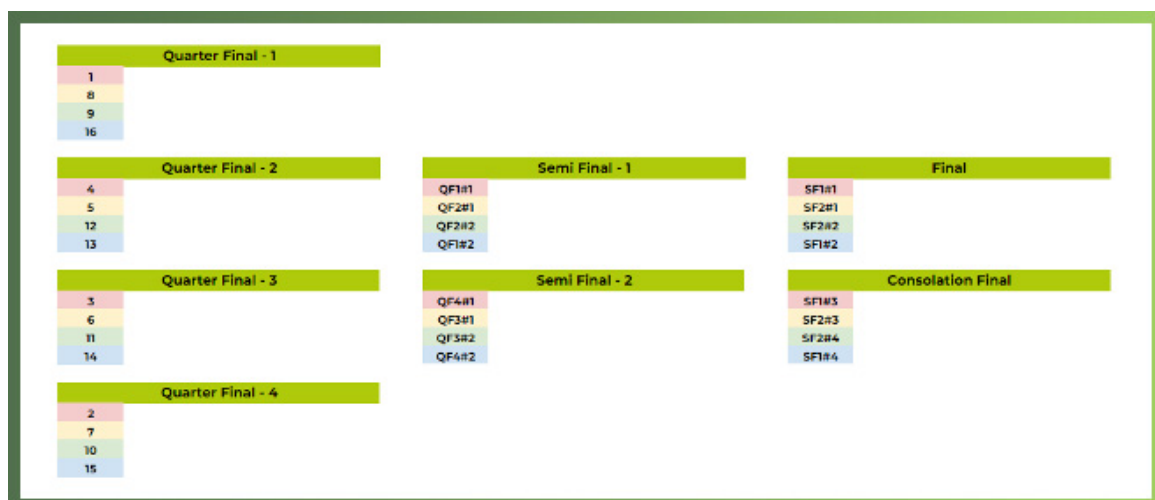 Quarter Final - 1
1
8
9
16
Quarter Final - 2
4
5
12
13
Quarter Final - 3
3
6
11
14
Quarter Final - 4
2
7
10
15
Semi Final - 1
QF1#1
QF2#1
QF2#2
QF1#2
Semi Final - 2
QF4#1
QF3#1
QF3#2
QF4#2
Final
SF1#1
SF2#1
SF2#2
SF1#2
Consolation Final
SF1#3
SF2#3
SF2#4
SF1#4